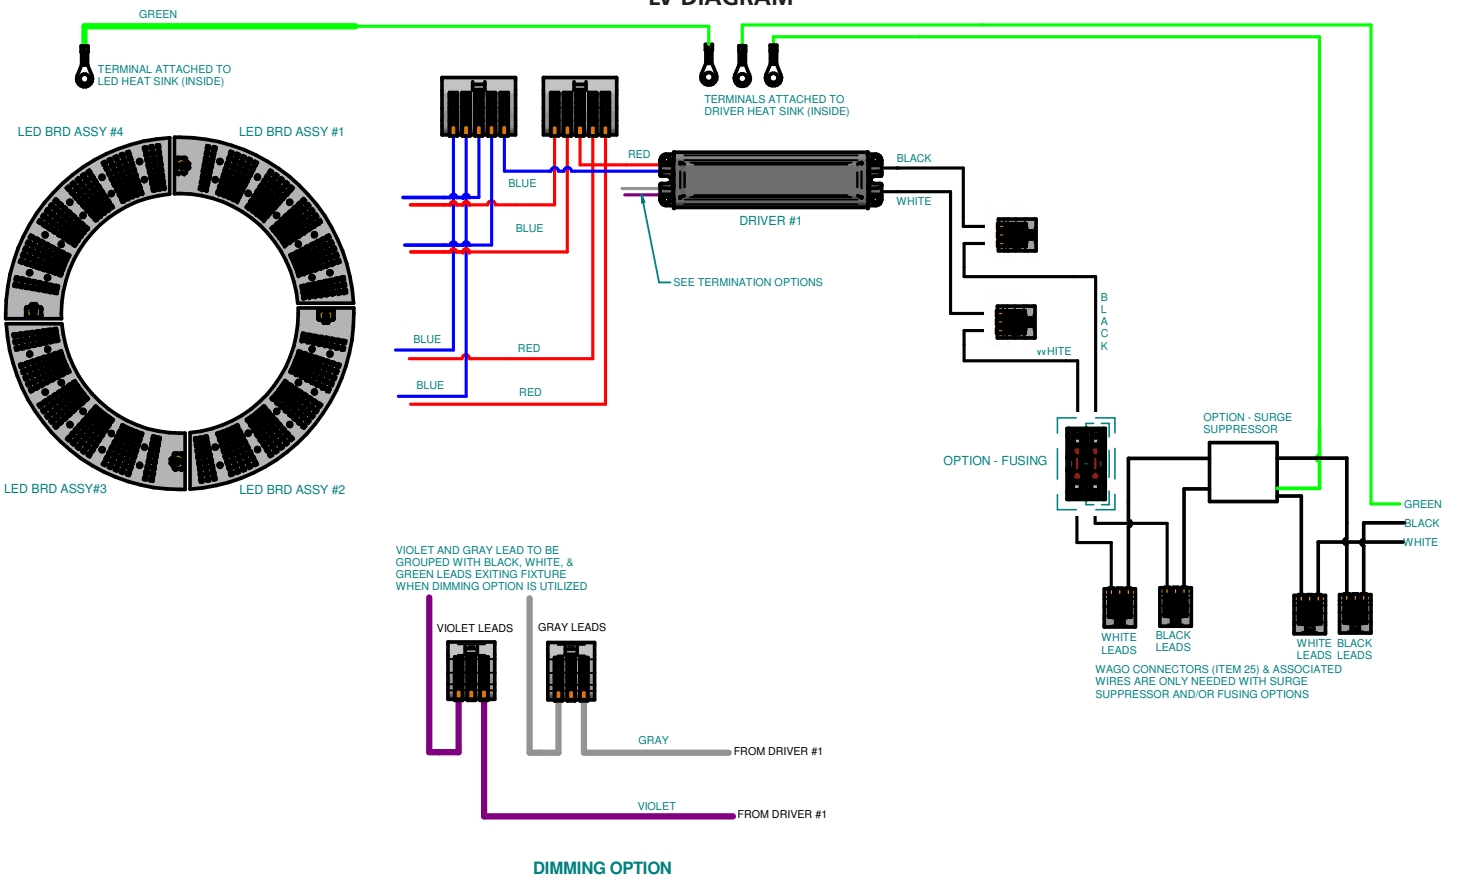 LV DIAGRAM
GREEN
TERMINAL ATTACHED TO
LED HEAT SINK (INSIDE)
TERMINALS ATTACHED TO
DRIVER HEAT SINK (INSIDE)
LED BRD ASSY #4
LED BRD ASSY #1
RED
BLUE
BLACK
WHITE
DRIVER #1
BLUE
SEE TERMINATION OPTIONS
BLACK
BLUE
RED
WHITE
BLUE
RED
OPTION - SURGE
SUPPRESSOR
OPTION - FUSING
LED BRD ASSY#3
LED BRD ASSY #2
GREEN
BLACK
WHITE
VIOLET AND GRAY LEAD TO BE
GROUPED WITH BLACK, WHITE, &
GREEN LEADS EXITING FIXTURE
WHEN DIMMING OPTION IS UTILIZED
VIOLET LEADS
GRAY LEADS
WHITE
LEADS
BLACK
LEADS
WHITE
LEADS
BLACK
LEADS
WAGO CONNECTORS (ITEM 25) & ASSOCIATED
WIRES ARE ONLY NEEDED WITH SURGE
SUPPRESSOR AND/OR FUSING OPTIONS
GRAY
FROM DRIVER #1
VIOLET
FROM DRIVER #1
DIMMING OPTION